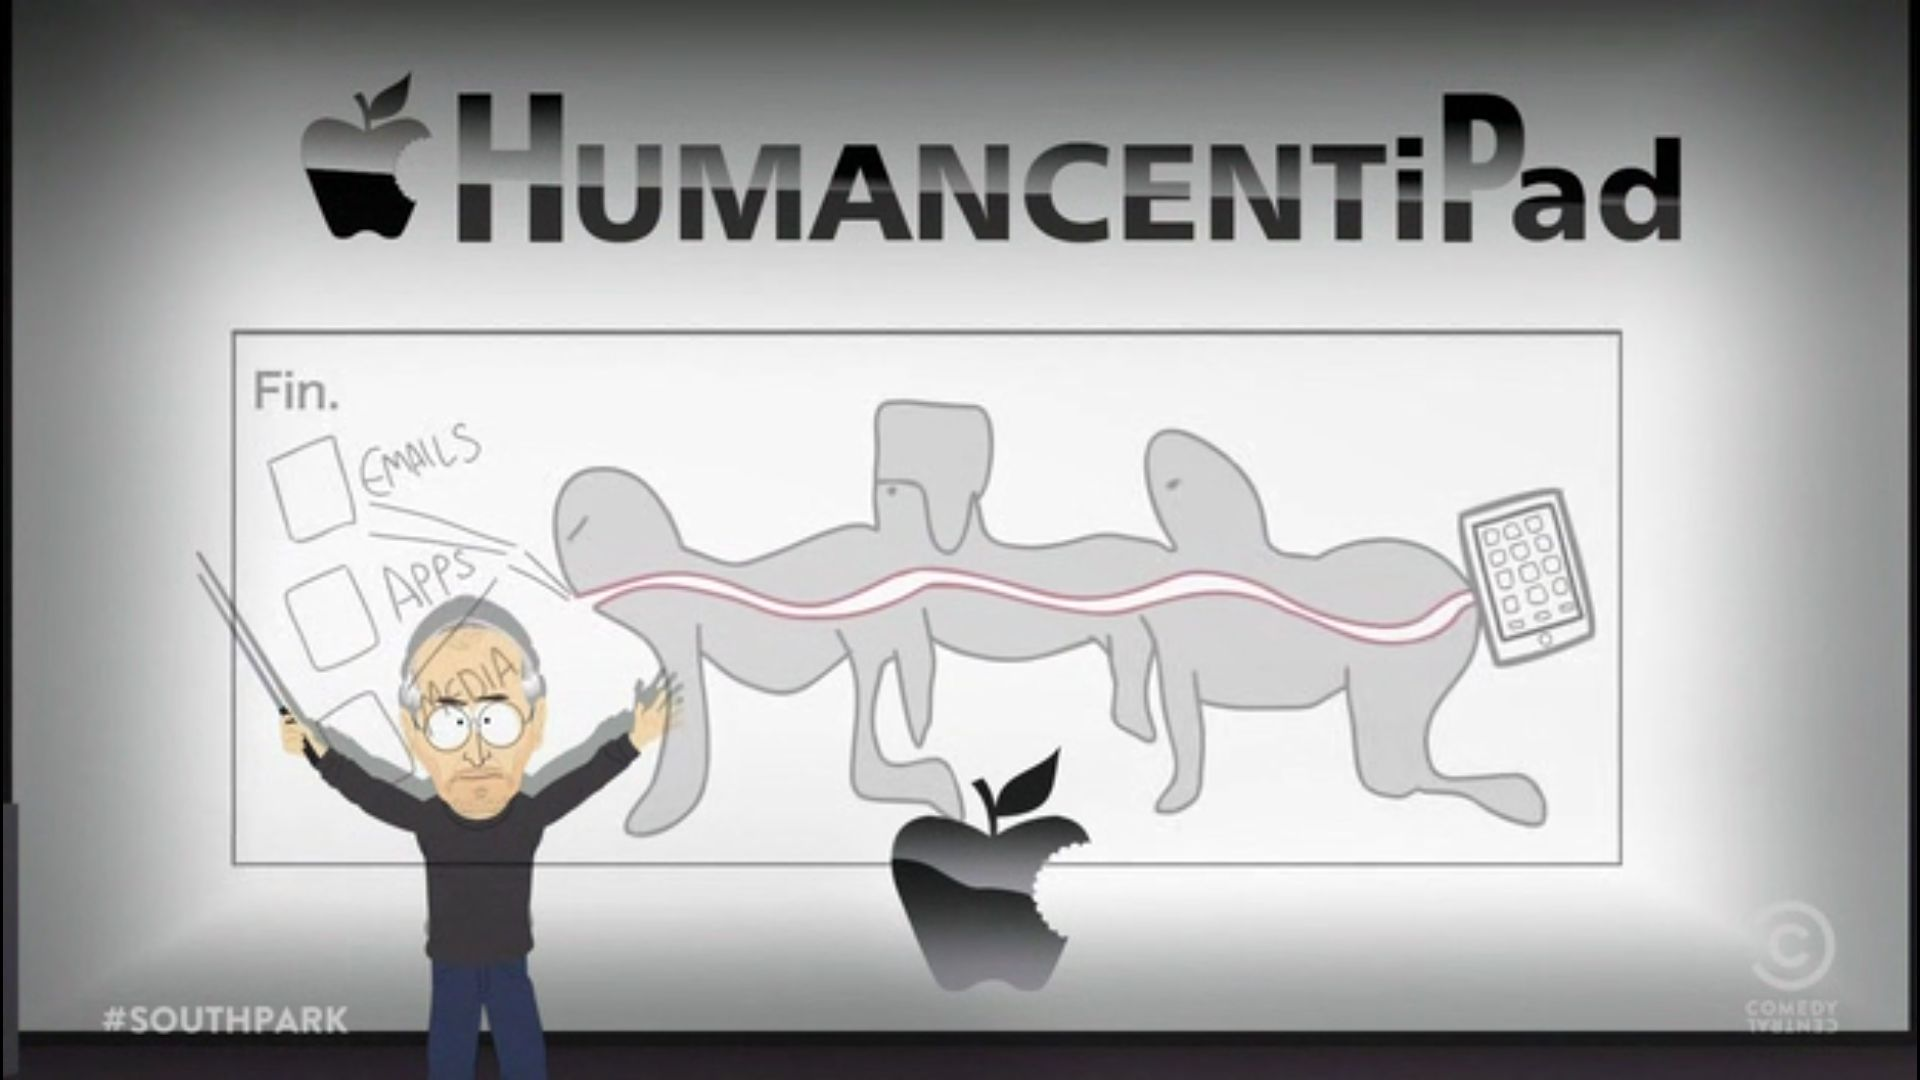 HUMANCENTiPad
Fin.
EMAILS
APPS
MEDIA
#SOUTHPARK
C
COMEDY
CENTRAL